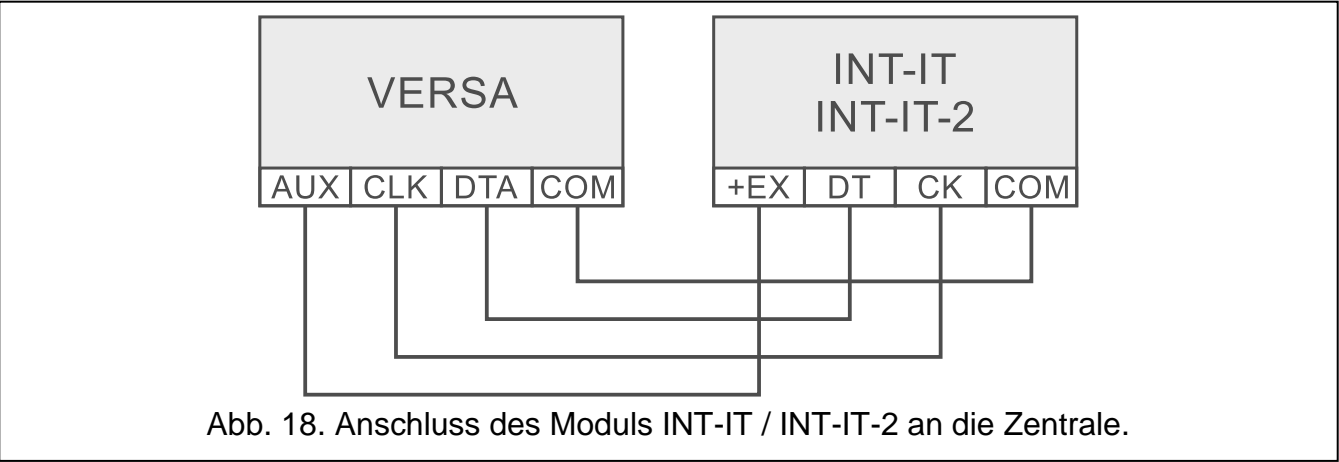 VERSA
INT-IT
INT-IT-2
AUX CLK DTA COM
+EX DT CK COM
Abb. 18. Anschluss des Moduls INT-IT / INT-IT-2 an die Zentrale.